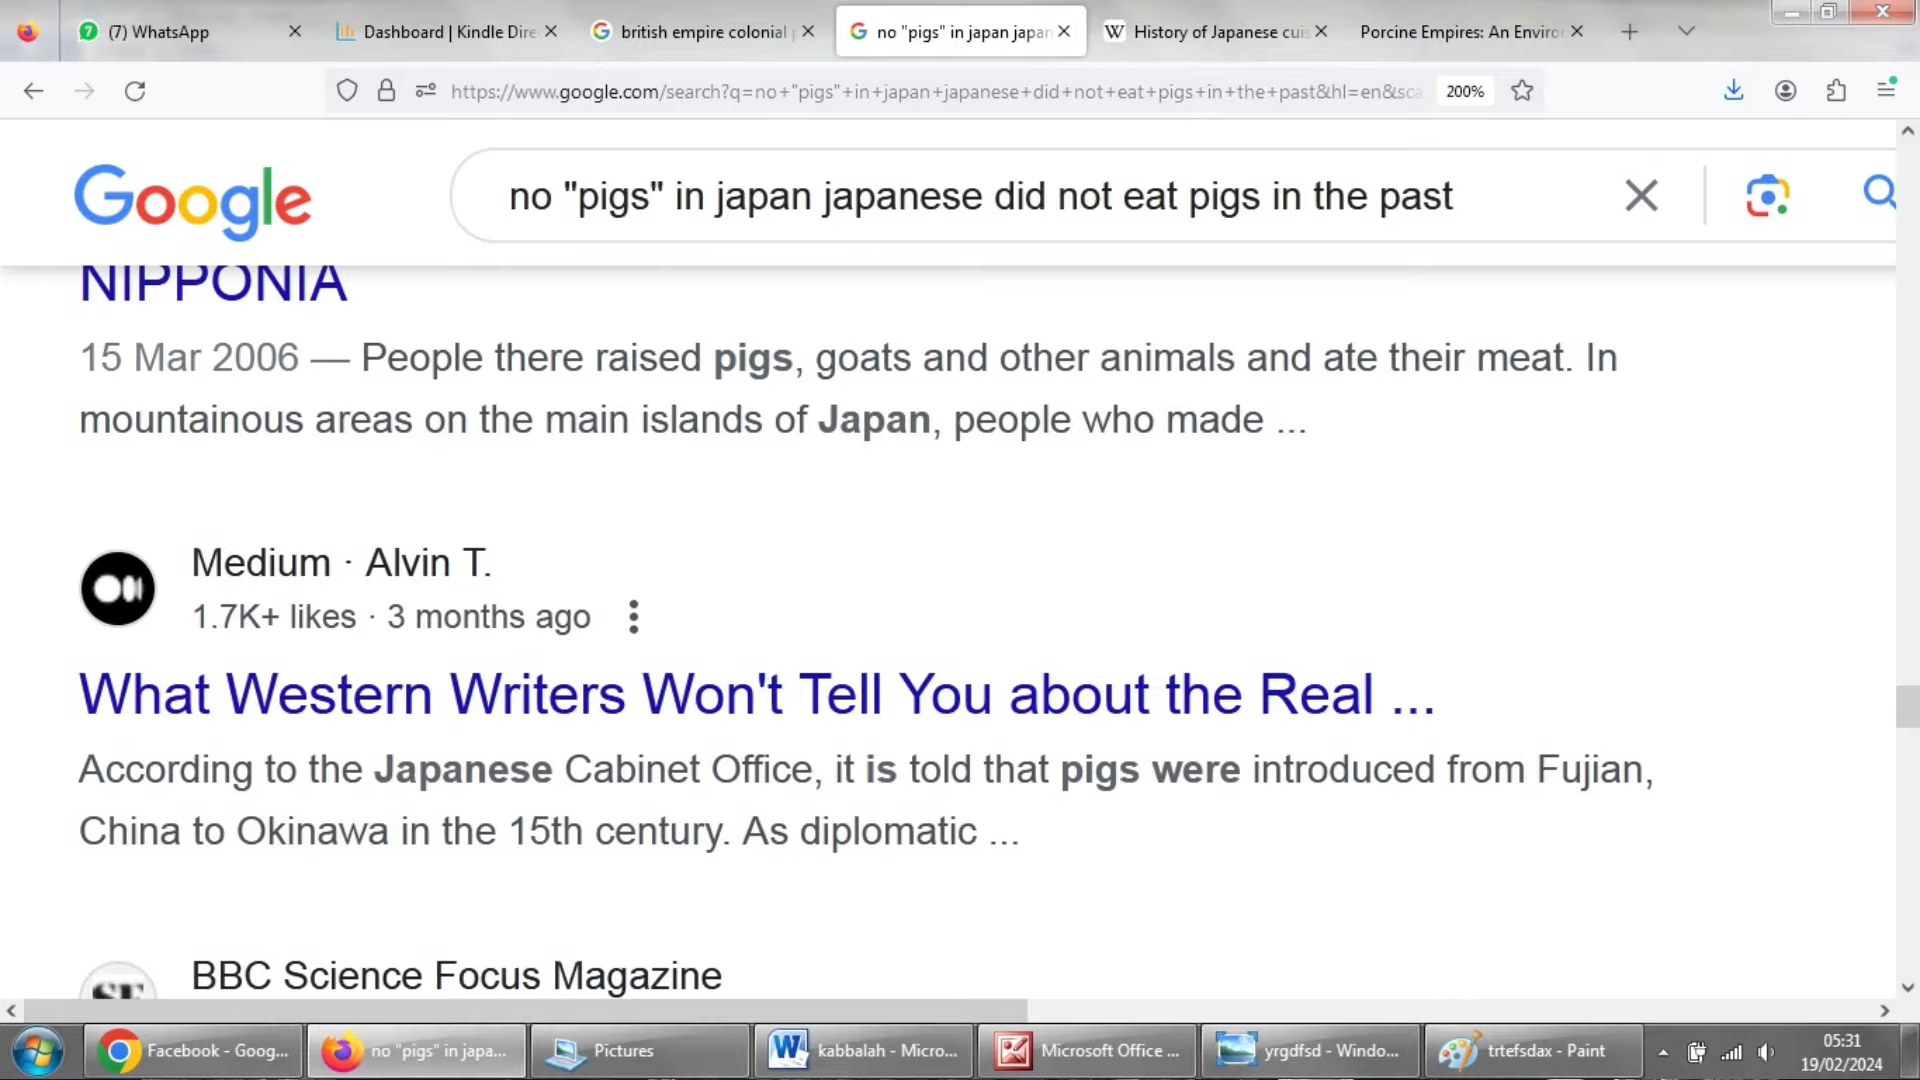 (7) WhatsApp
Dashboard | Kindle Dire
british empire colonial
no "pigs" in japan japan
History of Japanese cuis
Porcine Empires: An Enviro
https://www.google.com/search?q=no+"pigs"+in+japan+japanese+did+not+eat+pigs+in+the+past&hl=en&sca
200%
Google
no "pigs" in japan japanese did not eat pigs in the past
NIPPONIA
15 Mar 2006 — People there raised pigs, goats and other animals and ate their meat. In
mountainous areas on the main islands of Japan, people who made ...
Medium · Alvin T.
1.7K+ likes · 3 months ago
What Western Writers Won't Tell You about the Real ...
According to the Japanese Cabinet Office, it is told that pigs were introduced from Fujian,
China to Okinawa in the 15th century. As diplomatic ...
BBC Science Focus Magazine
Facebook - Goog...
no "pigs" in japa...
Pictures
kabbalah - Micro...
Microsoft Office ...
yrgdfsd - Windo...
trtefsdax - Paint
05:31
19/02/2024